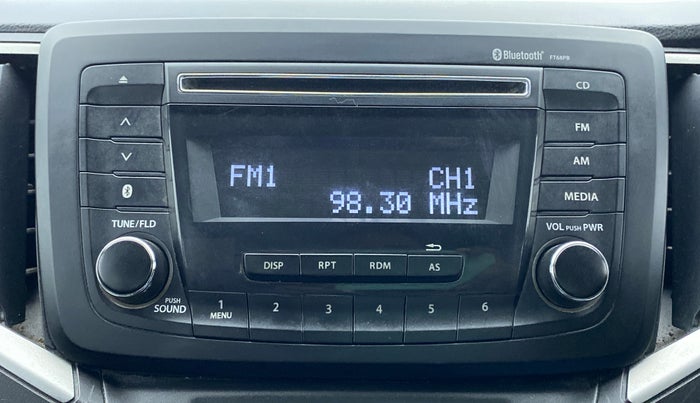 Bluetooth FT68PB
CD
FM
AM
MEDIA
TUNE/FLD
VOL PUSH PWR
FM1 CH1
98.30 MHz
DISP RPT RDM AS
PUSH
SOUND
1 2 3 4 5 6
MENU